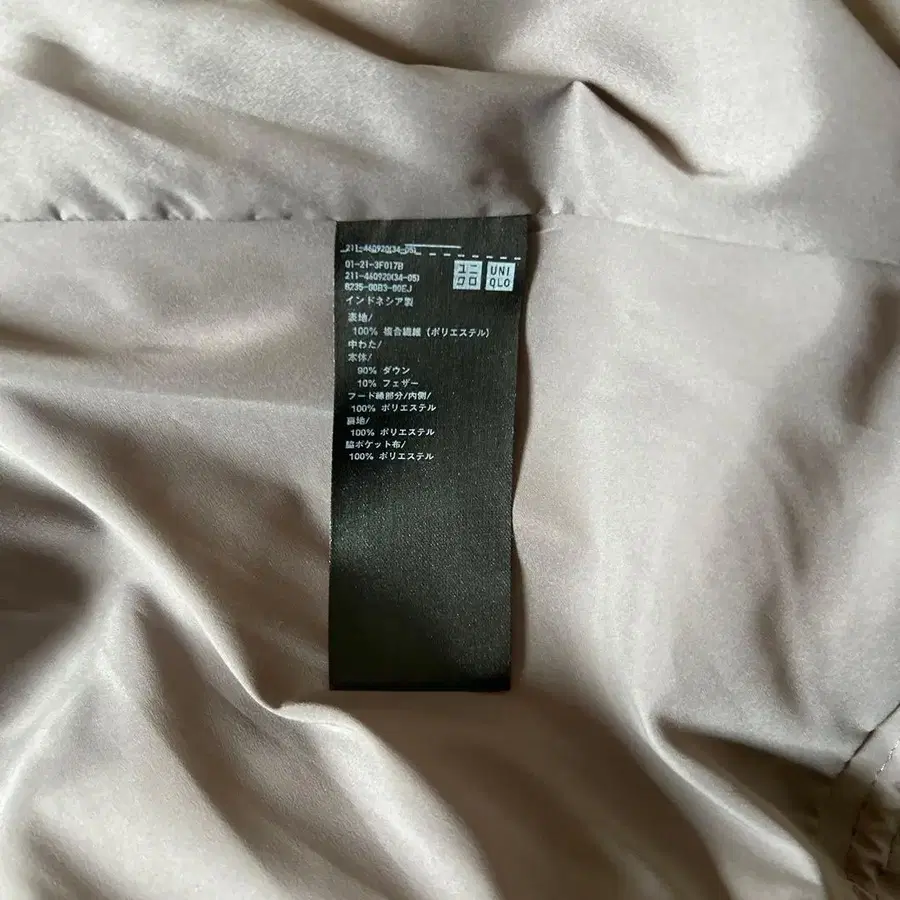 211-460920(34-05)
01-21-3F017B
211-460920(34-05)
8235-00B3-00EJ
ユニ
クロ
UNI
QLO
インドネシア製
表地/
100% 複合繊維 (ポリエステル)
中わた/
本体/
90% ダウン
10% フェザー
フード縁部分/内側/
100% ポリエステル
裏地/
100% ポリエステル
脇ポケット布/
100% ポリエステル